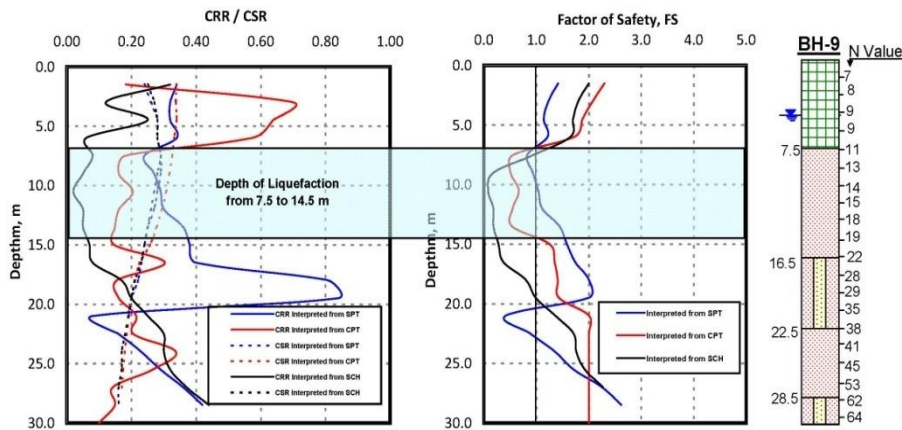 CRR / CSR
0.00 0.20 0.40 0.60 0.80 1.00
0.0
5.0
10.0
15.0
20.0
25.0
30.0
Depthm, m
Depth of Liquefaction
from 7.5 to 14.5 m
CRR Interpreted from SPT
CRR Interpreted from CPT
CSR Interpreted from SPT
CSR Interpreted from CPT
CRR Interpreted from SCH
CSR Interpreted from SCH
Factor of Safety, FS
0.0 1.0 2.0 3.0 4.0 5.0
0.0
5.0
10.0
15.0
20.0
25.0
30.0
Depthm, m
Interpreted from SPT
Interpreted from CPT
Interpreted from SCH
BH-9
N Value
7
8
9
9
7.5 11
13
14
15
18
19
16.5 22
28
29
35
22.5 38
41
45
53
28.5 62
64